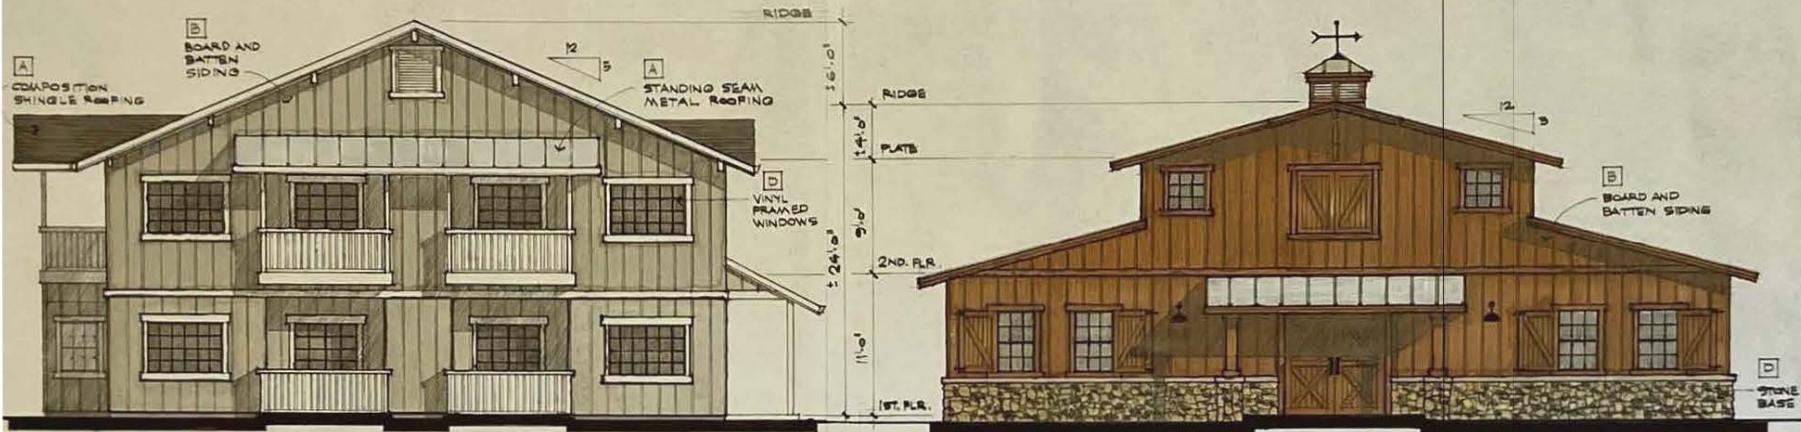 RIDGE
B
BOARD AND
BATTEN
SIDING
A
COMPOSITION
SHINGLE ROOFING
12
5
A
STANDING SEAM
METAL ROOFING
D
VINYL
FRAMED
WINDOWS
±6'-0"
±24'-0"
RIDGE
±4'-0"
PLATE
9'-0"
2ND. FLR.
11'-0"
1ST. FLR.
12
3
B
BOARD AND
BATTEN SIDING
D
STONE
BASE